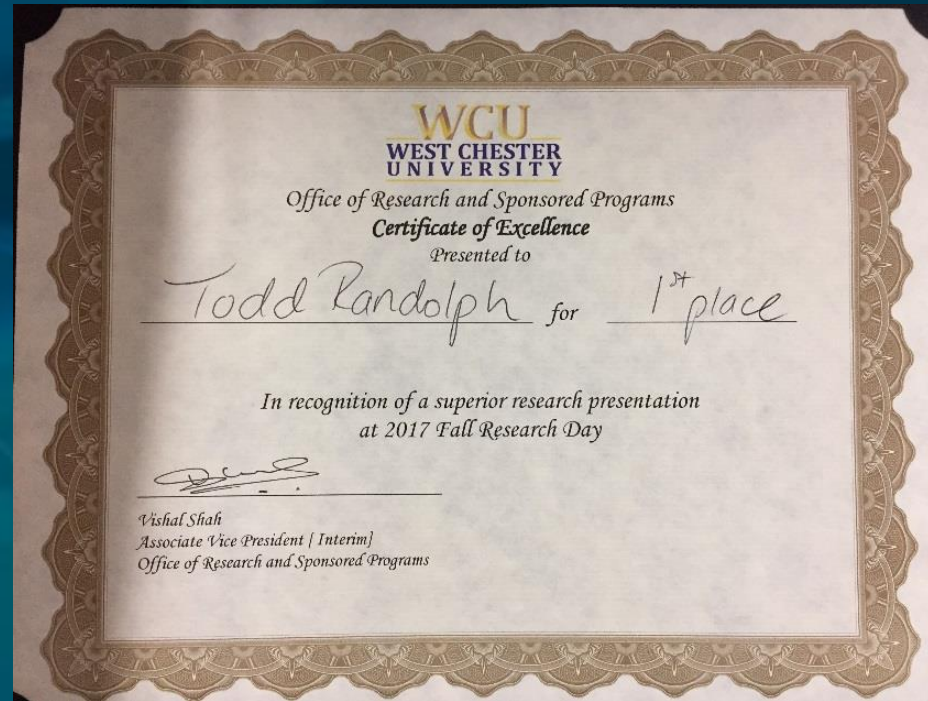 WCU
WEST CHESTER
UNIVERSITY
Office of Research and Sponsored Programs
Certificate of Excellence
Presented to
Todd Randolph for 1st place
In recognition of a superior research presentation
at 2017 Fall Research Day
Vishal Shah
Associate Vice President [ Interim]
Office of Research and Sponsored Programs